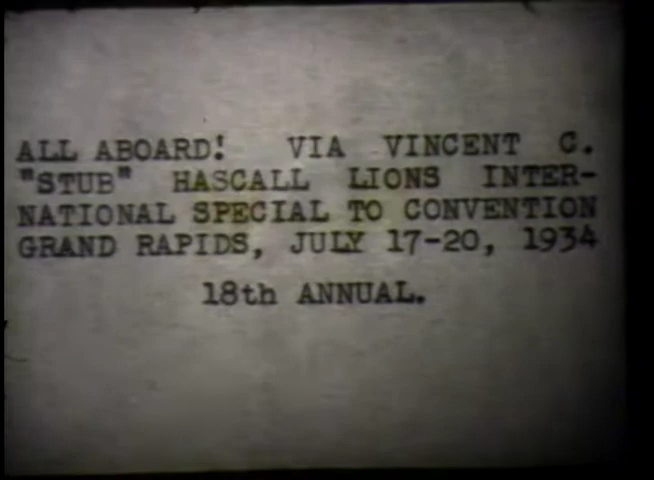 ALL ABOARD! VIA VINCENT C.
"STUB" HASCALL LIONS INTER-
NATIONAL SPECIAL TO CONVENTION
GRAND RAPIDS, JULY 17-20, 1934
18th ANNUAL.